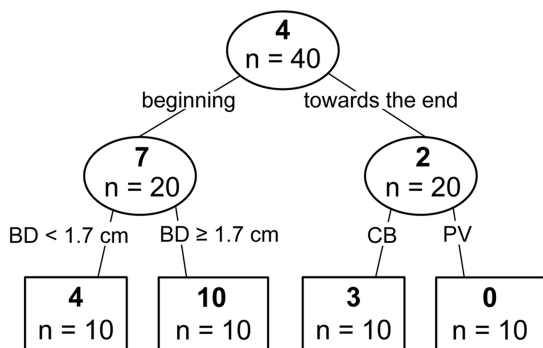 4
n = 40
beginning
towards the end
7
n = 20
2
n = 20
BD < 1.7 cm
BD ≥ 1.7 cm
CB
PV
4
n = 10
10
n = 10
3
n = 10
0
n = 10